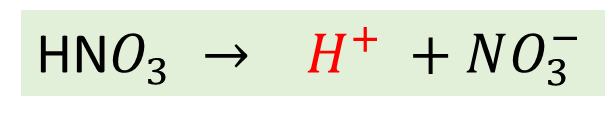 HNO₃ → H⁺ + NO₃⁻